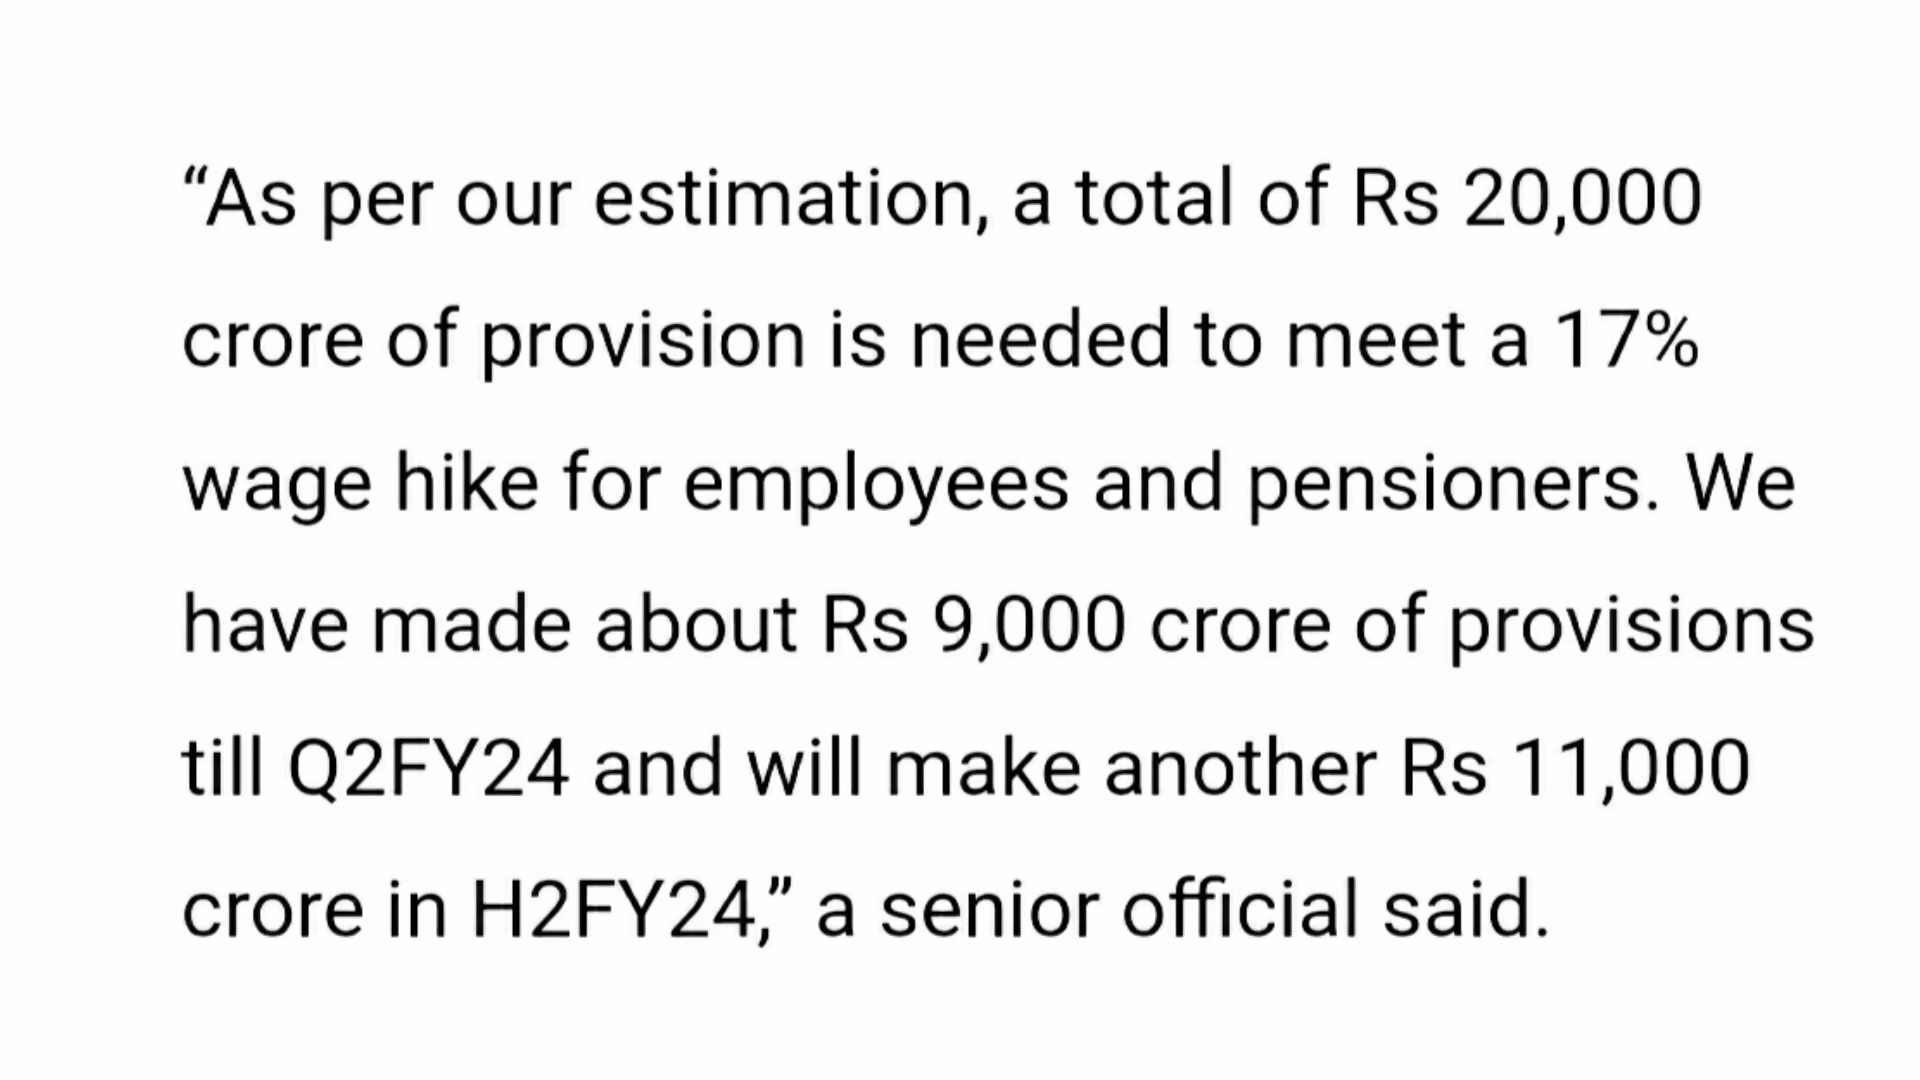 “As per our estimation, a total of Rs 20,000
crore of provision is needed to meet a 17%
wage hike for employees and pensioners. We
have made about Rs 9,000 crore of provisions
till Q2FY24 and will make another Rs 11,000
crore in H2FY24,” a senior official said.